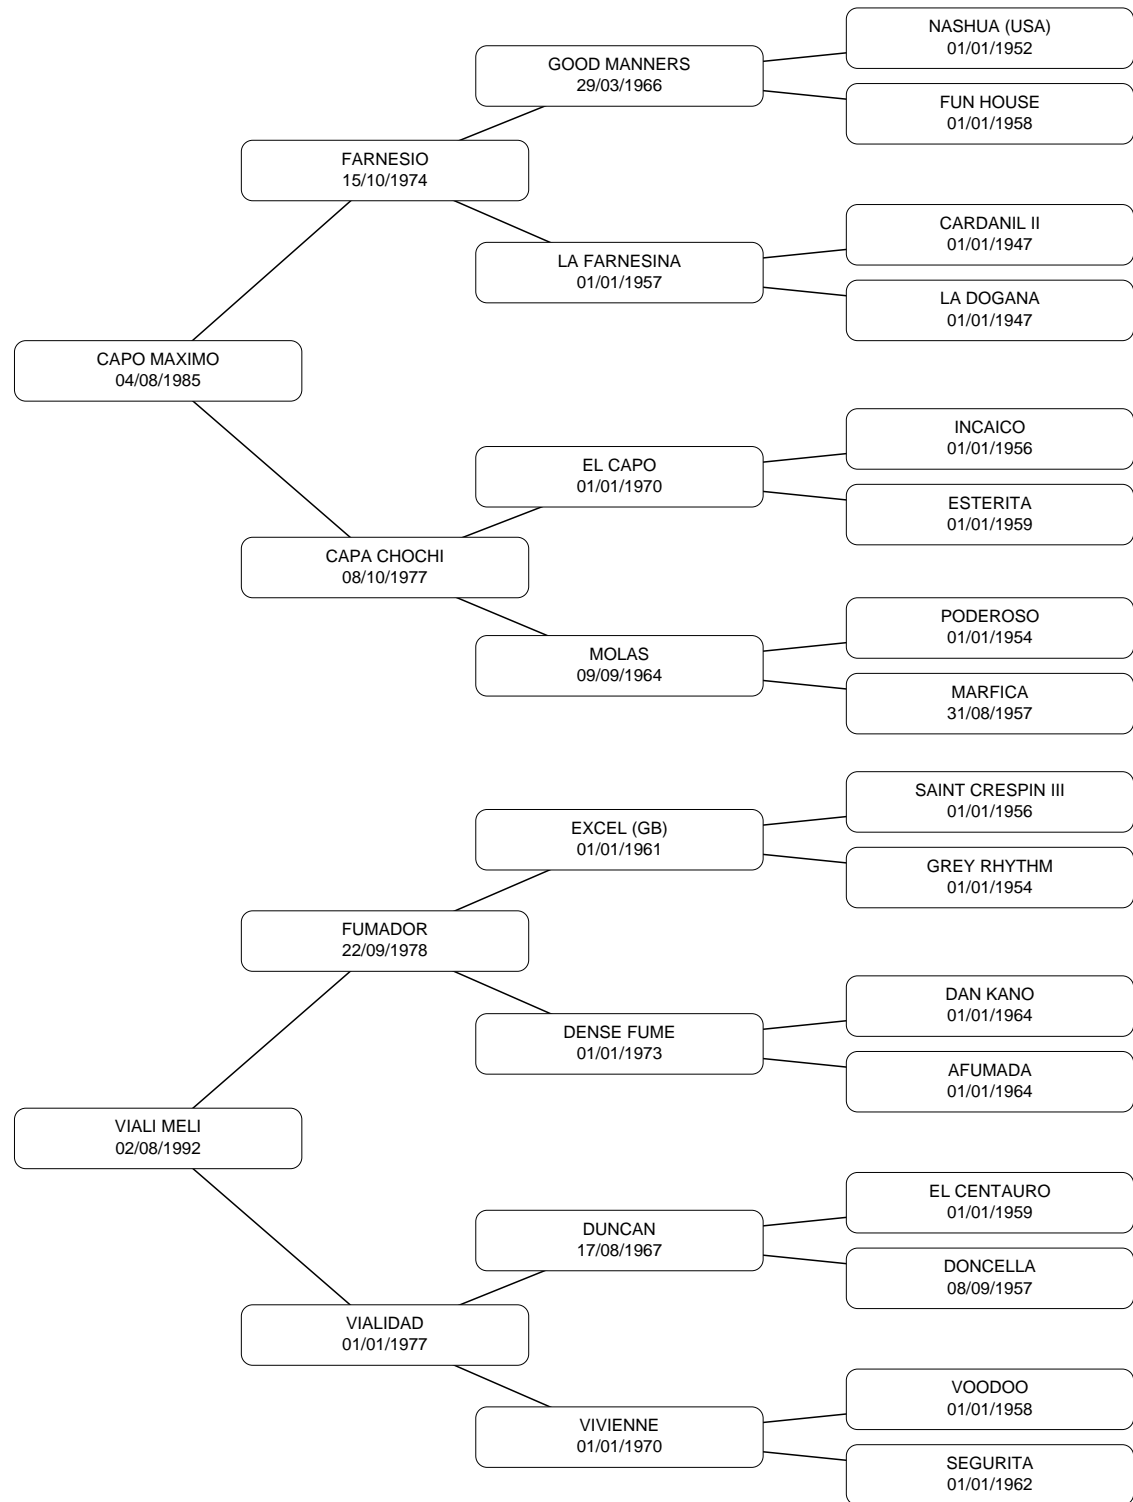 NASHUA (USA)
01/01/1952
GOOD MANNERS
29/03/1966
FUN HOUSE
01/01/1958
FARNESIO
15/10/1974
CARDANIL II
01/01/1947
LA FARNESINA
01/01/1957
LA DOGANA
01/01/1947
CAPO MAXIMO
04/08/1985
INCAICO
01/01/1956
EL CAPO
01/01/1970
ESTERITA
01/01/1959
CAPA CHOCHI
08/10/1977
PODEROSO
01/01/1954
MOLAS
09/09/1964
MARFICA
31/08/1957
SAINT CRESPIN III
01/01/1956
EXCEL (GB)
01/01/1961
GREY RHYTHM
01/01/1954
FUMADOR
22/09/1978
DAN KANO
01/01/1964
DENSE FUME
01/01/1973
AFUMADA
01/01/1964
VIALI MELI
02/08/1992
EL CENTAURO
01/01/1959
DUNCAN
17/08/1967
DONCELLA
08/09/1957
VIALIDAD
01/01/1977
VOODOO
01/01/1958
VIVIENNE
01/01/1970
SEGURITA
01/01/1962